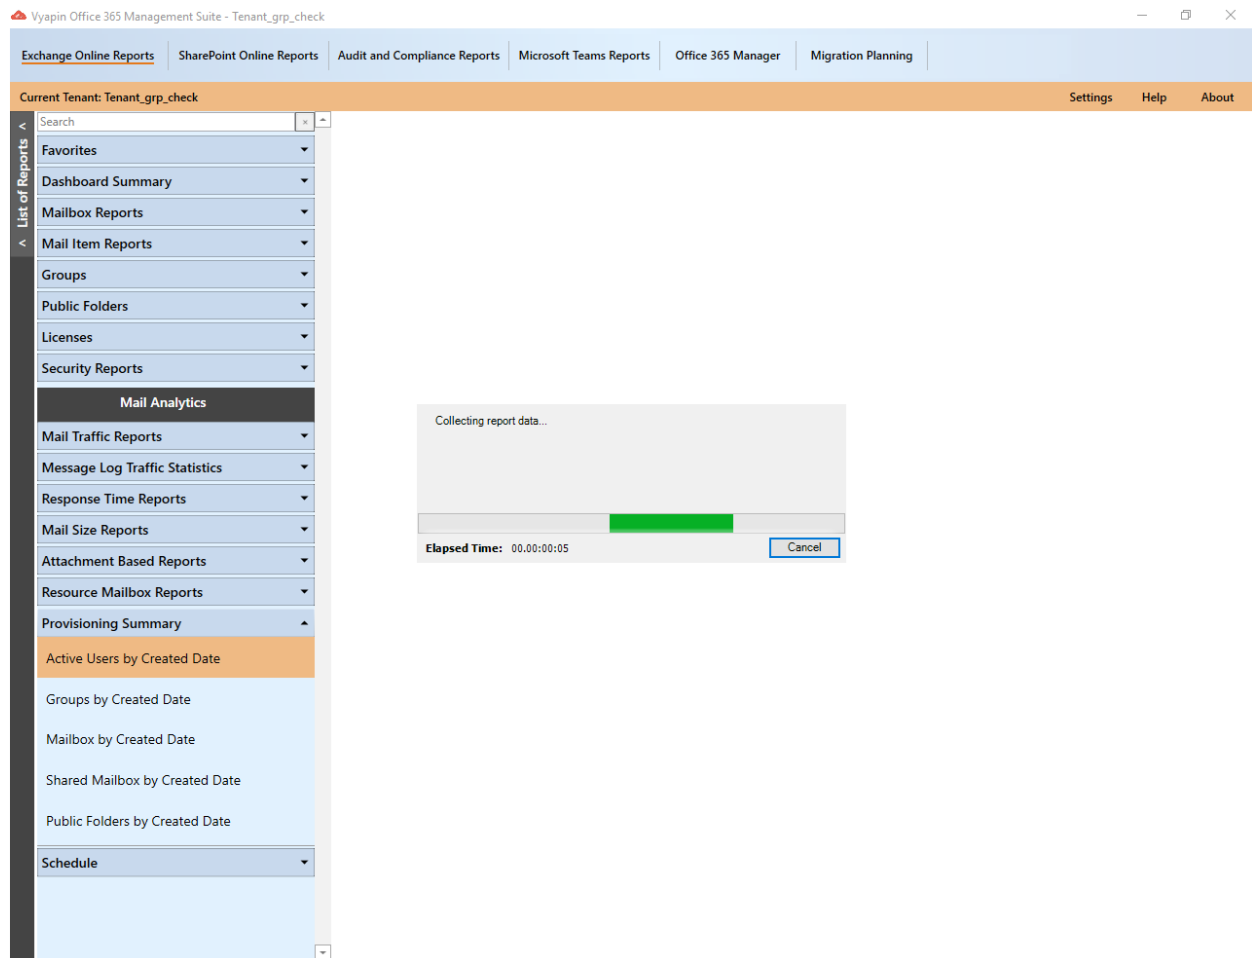 Vyapin Office 365 Management Suite - Tenant_grp_check
Exchange Online Reports
SharePoint Online Reports
Audit and Compliance Reports
Microsoft Teams Reports
Office 365 Manager
Migration Planning
Current Tenant: Tenant_grp_check
Settings
Help
About
< List of Reports <
Search
Favorites
Dashboard Summary
Mailbox Reports
Mail Item Reports
Groups
Public Folders
Licenses
Security Reports
Mail Analytics
Mail Traffic Reports
Message Log Traffic Statistics
Response Time Reports
Mail Size Reports
Attachment Based Reports
Resource Mailbox Reports
Provisioning Summary
Active Users by Created Date
Groups by Created Date
Mailbox by Created Date
Shared Mailbox by Created Date
Public Folders by Created Date
Schedule
Collecting report data...
Elapsed Time: 00.00:00:05
Cancel